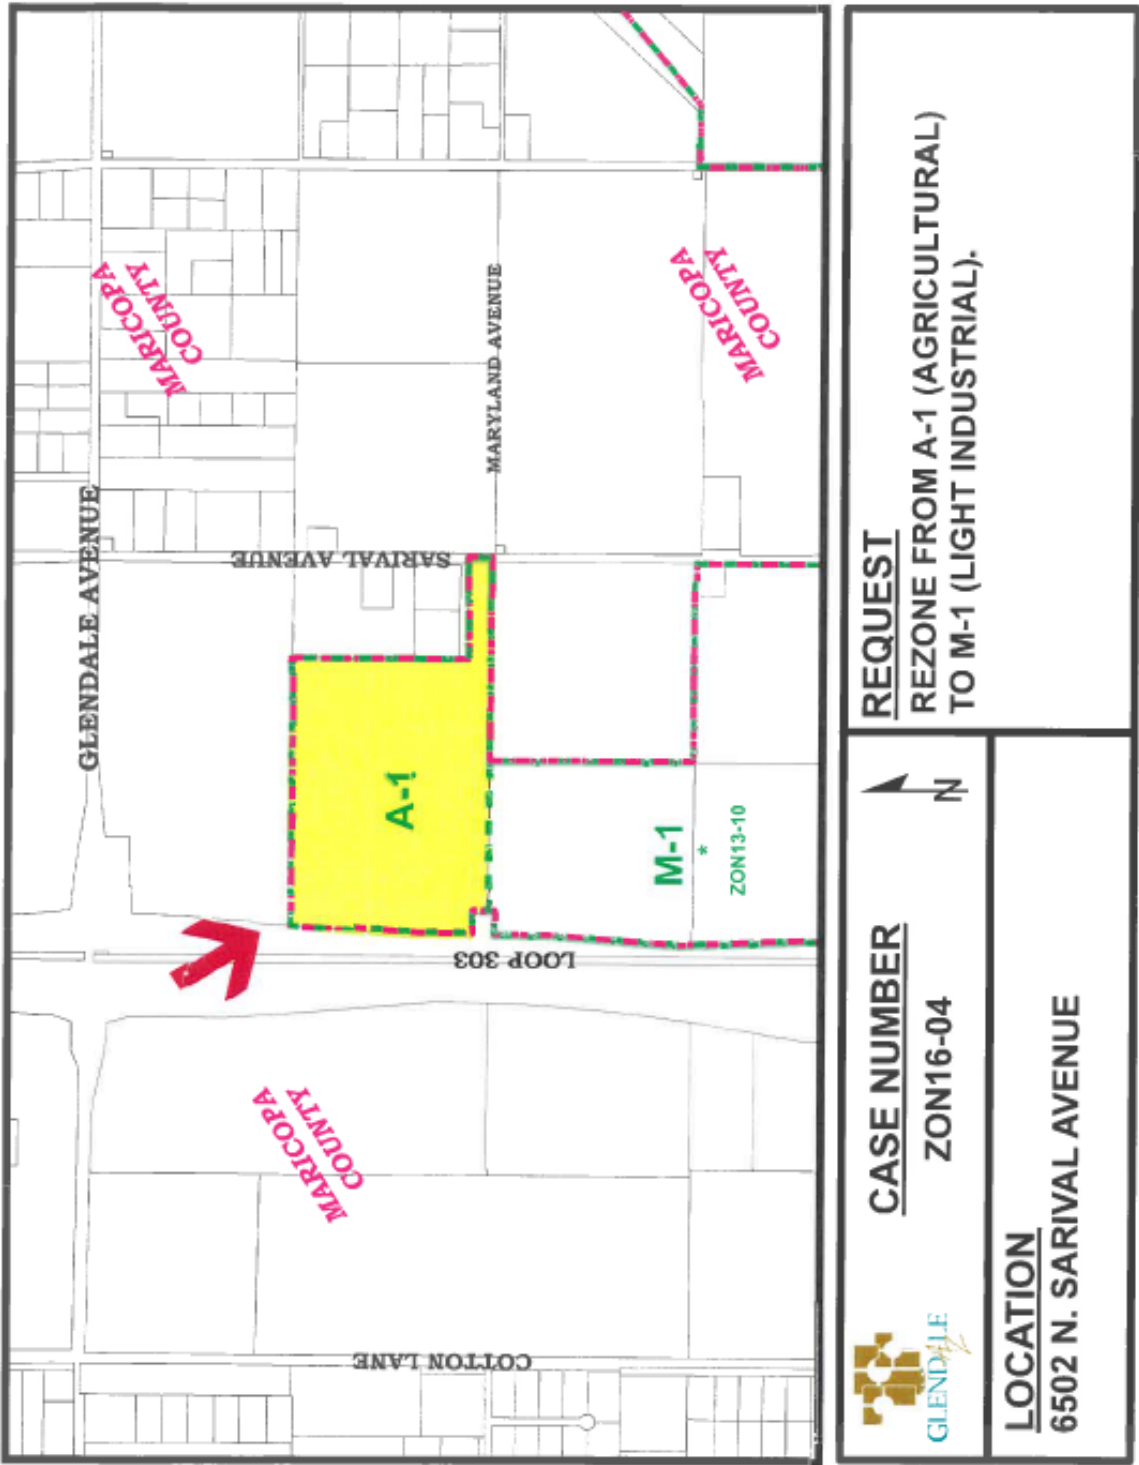 GLENDALE AVENUE
MARICOPA
COUNTY
SARIVAL AVENUE
MARYLAND AVENUE
MARICOPA
COUNTY
A-1
M-1
*
ZON13-10
LOOP 303
MARICOPA
COUNTY
COTTON LANE
GLENDALE
AZ
CASE NUMBER
ZON16-04
N
LOCATION
6502 N. SARIVAL AVENUE
REQUEST
REZONE FROM A-1 (AGRICULTURAL)
TO M-1 (LIGHT INDUSTRIAL).